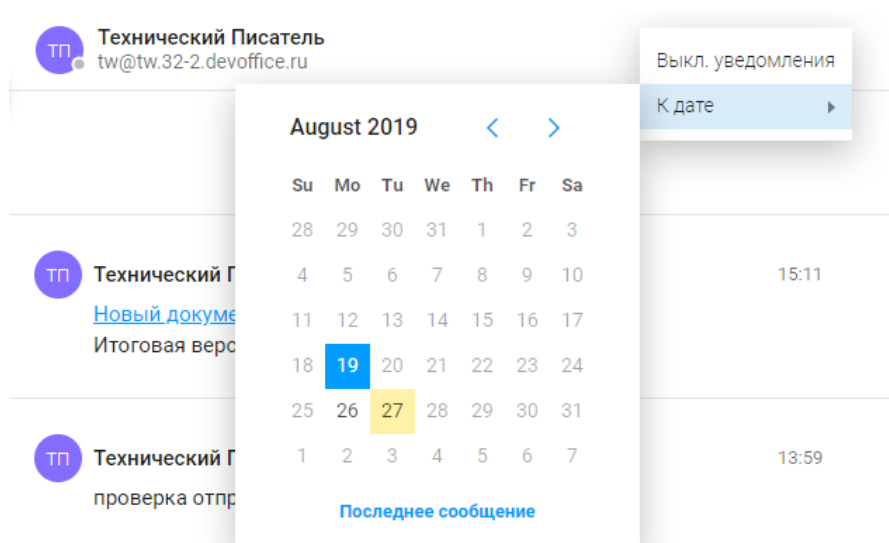 ТП
Технический Писатель
tw@tw.32-2.devoffice.ru
Выкл. уведомления
К дате
August 2019
Su Mo Tu We Th Fr Sa
28 29 30 31 1 2 3
4 5 6 7 8 9 10
11 12 13 14 15 16 17
18 19 20 21 22 23 24
25 26 27 28 29 30 31
1 2 3 4 5 6 7
Последнее сообщение
ТП
Технический П
15:11
Новый докуме
Итоговая верс
ТП
Технический П
13:59
проверка отпр